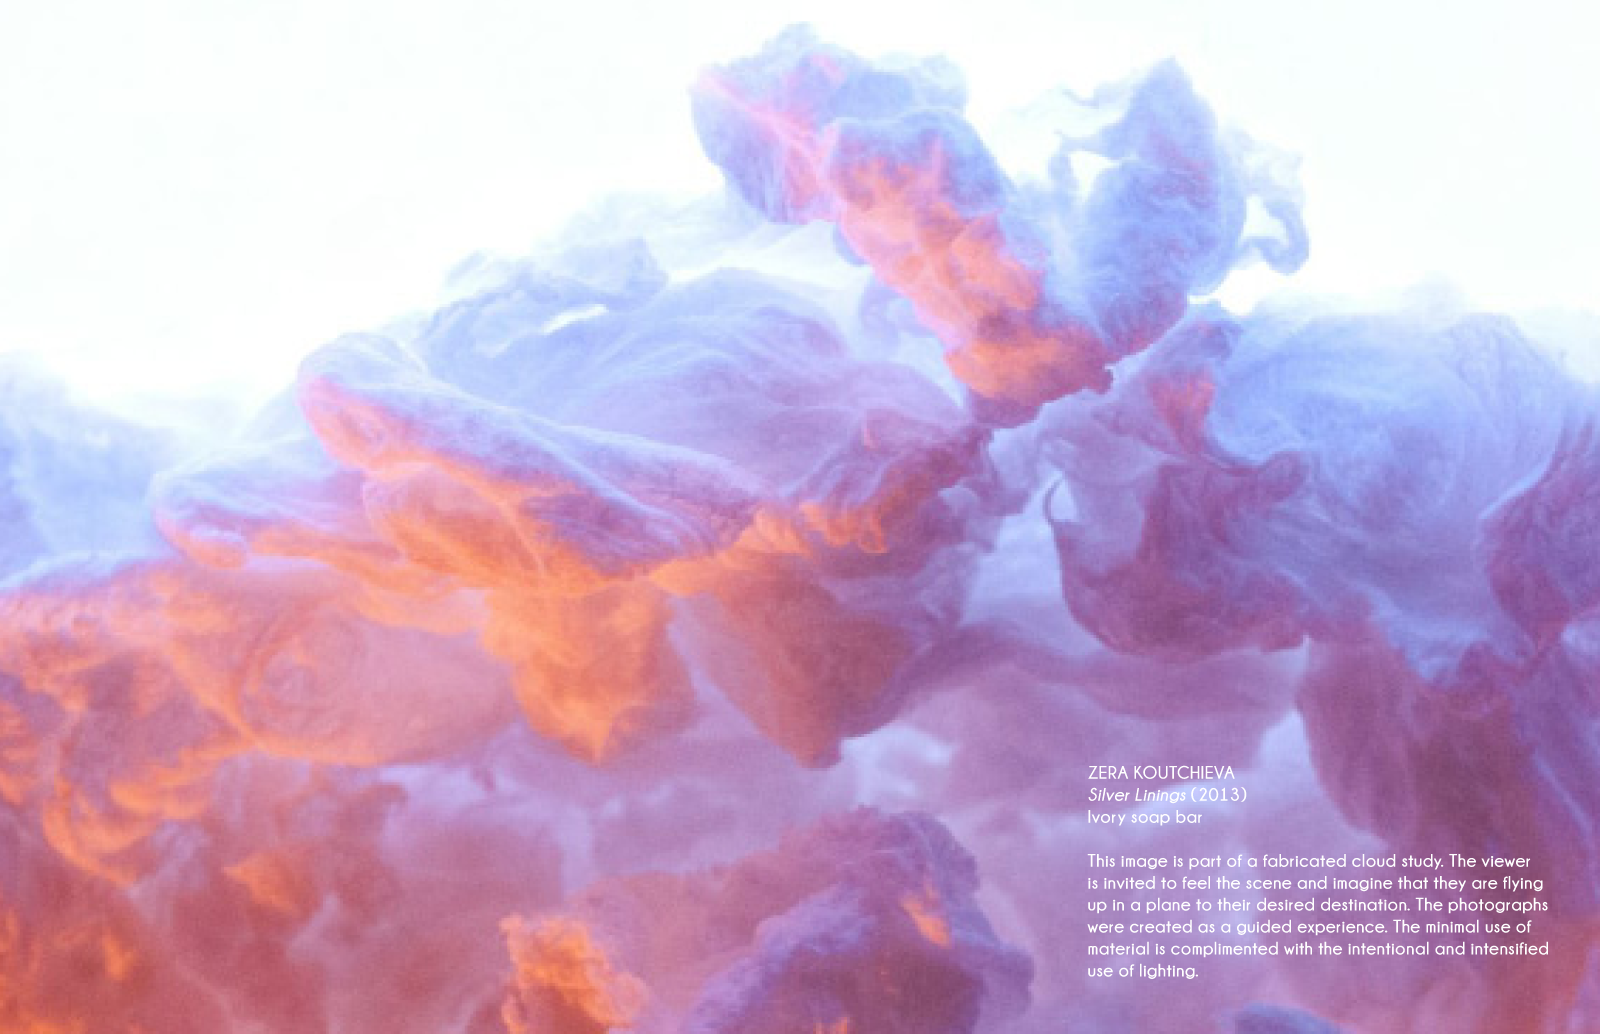 ZERA KOUTCHIEVA
Silver Linings (2013)
Ivory soap bar
This image is part of a fabricated cloud study. The viewer
is invited to feel the scene and imagine that they are flying
up in a plane to their desired destination. The photographs
were created as a guided experience. The minimal use of
material is complimented with the intentional and intensified
use of lighting.